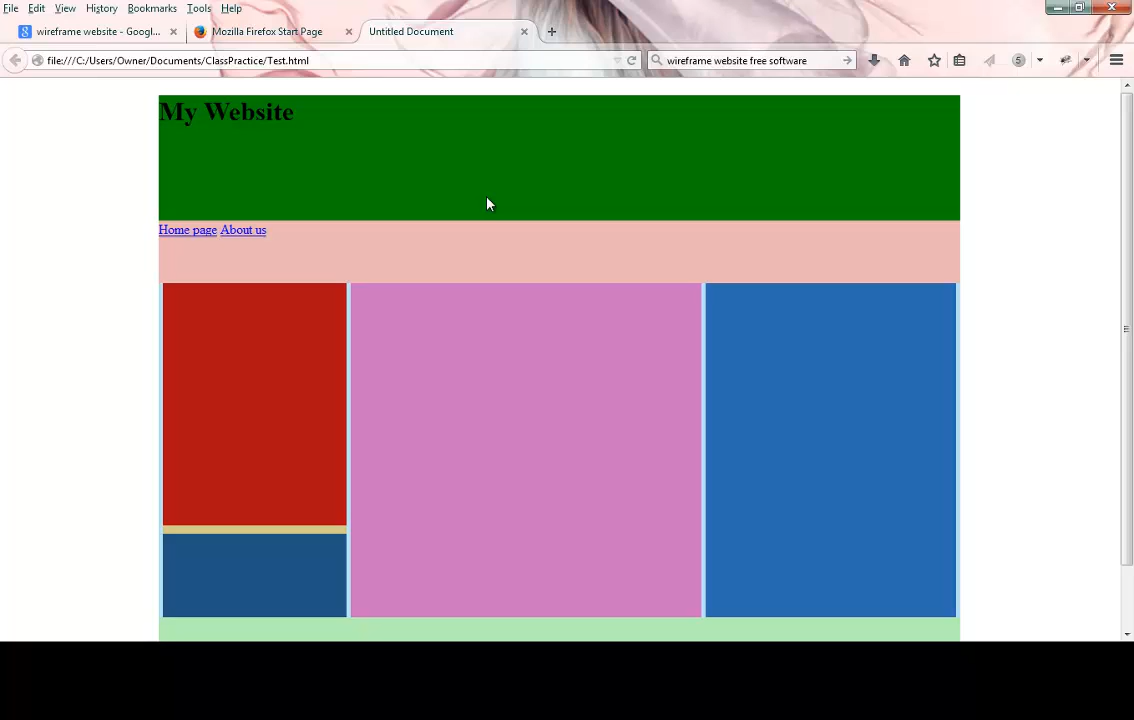 File Edit View History Bookmarks Tools Help
wireframe website - Googl... Mozilla Firefox Start Page Untitled Document
file:///C:/Users/Owner/Documents/ClassPractice/Test.html wireframe website free software
My Website
Home page About us